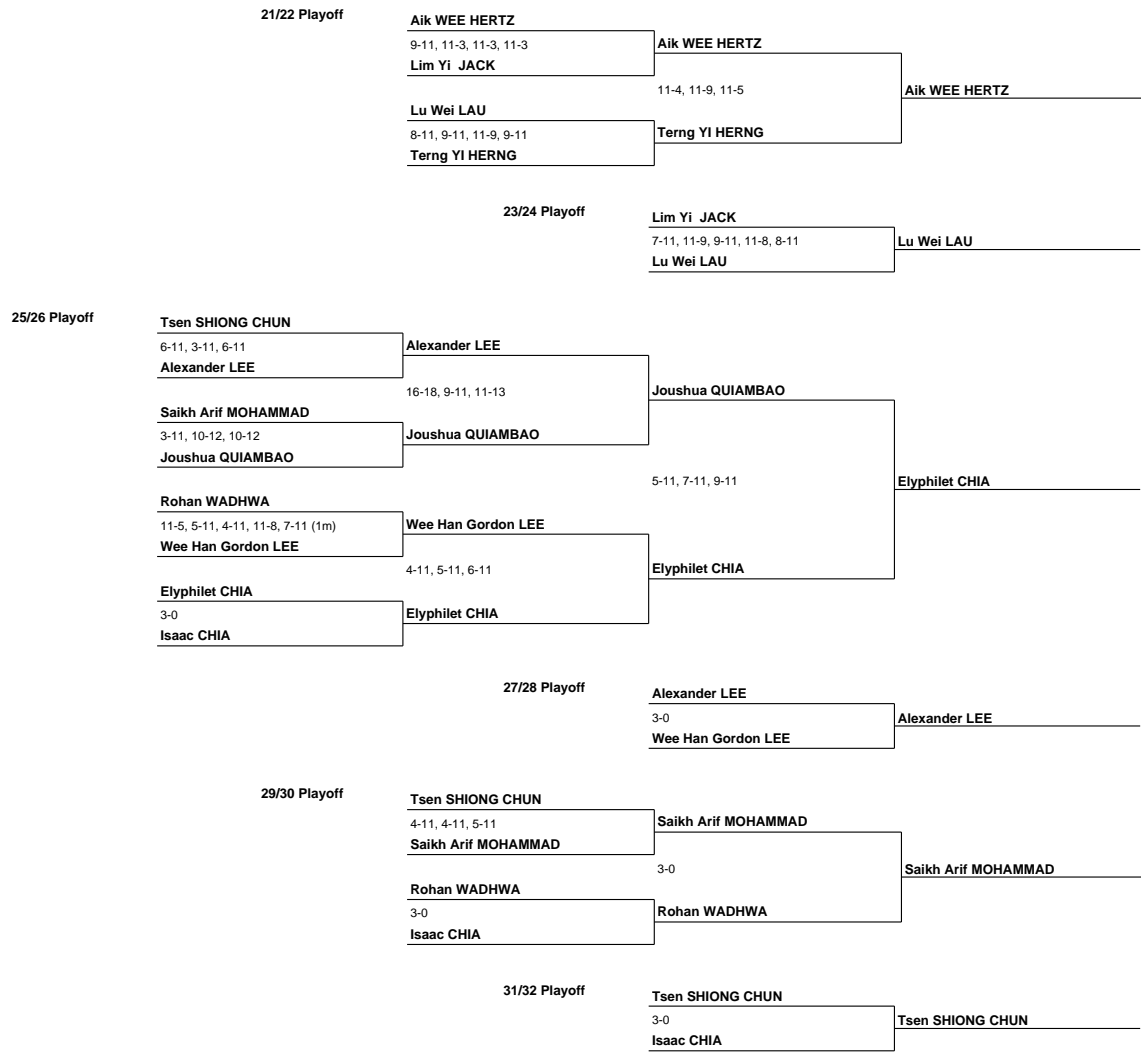 21/22 Playoff
Aik WEE HERTZ
9-11, 11-3, 11-3, 11-3
Lim Yi  JACK
Aik WEE HERTZ
11-4, 11-9, 11-5
Aik WEE HERTZ
Lu Wei LAU
8-11, 9-11, 11-9, 9-11
Terng YI HERNG
Terng YI HERNG
23/24 Playoff
Lim Yi  JACK
7-11, 11-9, 9-11, 11-8, 8-11
Lu Wei LAU
Lu Wei LAU
25/26 Playoff
Tsen SHIONG CHUN
6-11, 3-11, 6-11
Alexander LEE
Alexander LEE
16-18, 9-11, 11-13
Joushua QUIAMBAO
Saikh Arif MOHAMMAD
3-11, 10-12, 10-12
Joushua QUIAMBAO
Joushua QUIAMBAO
5-11, 7-11, 9-11
Elyphilet CHIA
Rohan WADHWA
11-5, 5-11, 4-11, 11-8, 7-11 (1m)
Wee Han Gordon LEE
Wee Han Gordon LEE
4-11, 5-11, 6-11
Elyphilet CHIA
Elyphilet CHIA
3-0
Isaac CHIA
Elyphilet CHIA
27/28 Playoff
Alexander LEE
3-0
Wee Han Gordon LEE
Alexander LEE
29/30 Playoff
Tsen SHIONG CHUN
4-11, 4-11, 5-11
Saikh Arif MOHAMMAD
Saikh Arif MOHAMMAD
3-0
Saikh Arif MOHAMMAD
Rohan WADHWA
3-0
Isaac CHIA
Rohan WADHWA
31/32 Playoff
Tsen SHIONG CHUN
3-0
Isaac CHIA
Tsen SHIONG CHUN